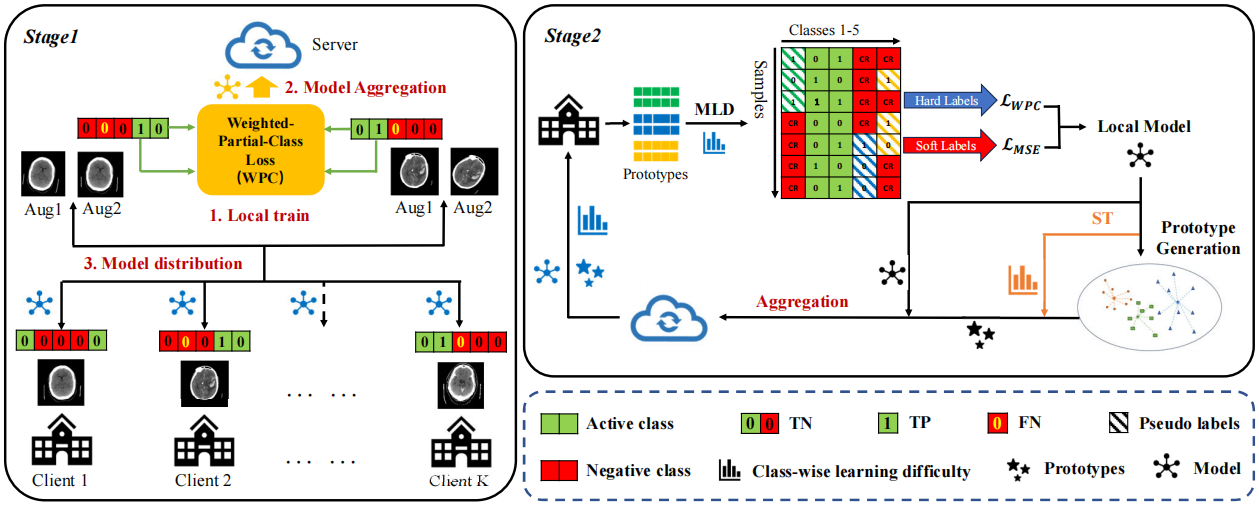 Stage1
Server
2. Model Aggregation
0 0 0 1 0
Weighted-
Partial-Class
Loss
(WPC)
0 1 0 0 0
Aug1 Aug2
Aug1 Aug2
1. Local train
3. Model distribution
0 0 0 0 0
0 0 0 1 0
0 1 0 0 0
... ...
... ...
Client 1
Client 2
Client K
Stage2
Classes 1-5
Samples
Prototypes
MLD
1 0 1 CR CR
0 1 0 CR 1
1 1 1 CR CR
CR 0 0 CR 1
CR 0 1 1 0
CR 1 0 0 CR
CR 0 1 0 CR
Hard Labels
Soft Labels
ℒWPC
ℒMSE
Local Model
ST
Prototype
Generation
Aggregation
Active class
0 0 TN
1 TP
0 FN
Pseudo labels
Negative class
Class-wise learning difficulty
Prototypes
Model